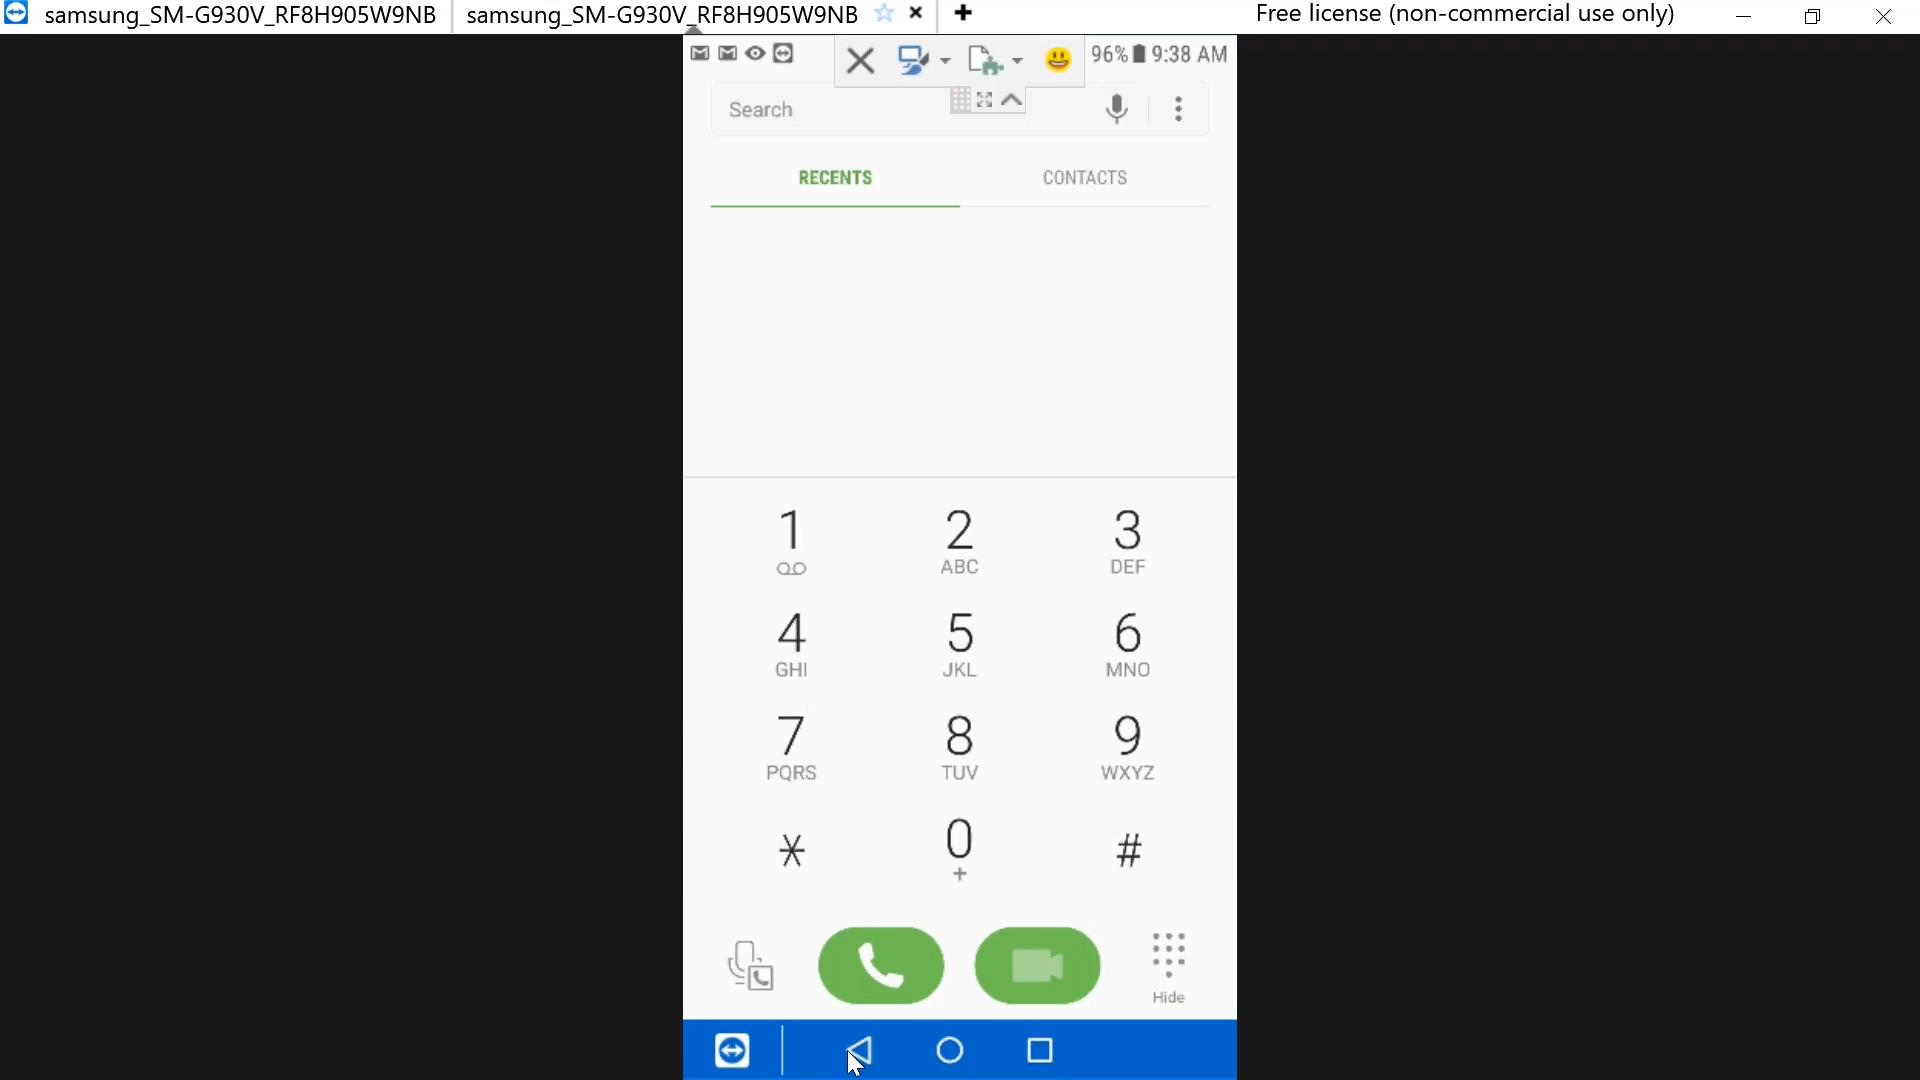 samsung_SM-G930V_RF8H905W9NB samsung_SM-G930V_RF8H905W9NB Free license (non-commercial use only)
96% 9:38 AM
Search
RECENTS CONTACTS
1 2 3
ABC DEF
4 5 6
GHI JKL MNO
7 8 9
PQRS TUV WXYZ
* 0 #
+
Hide